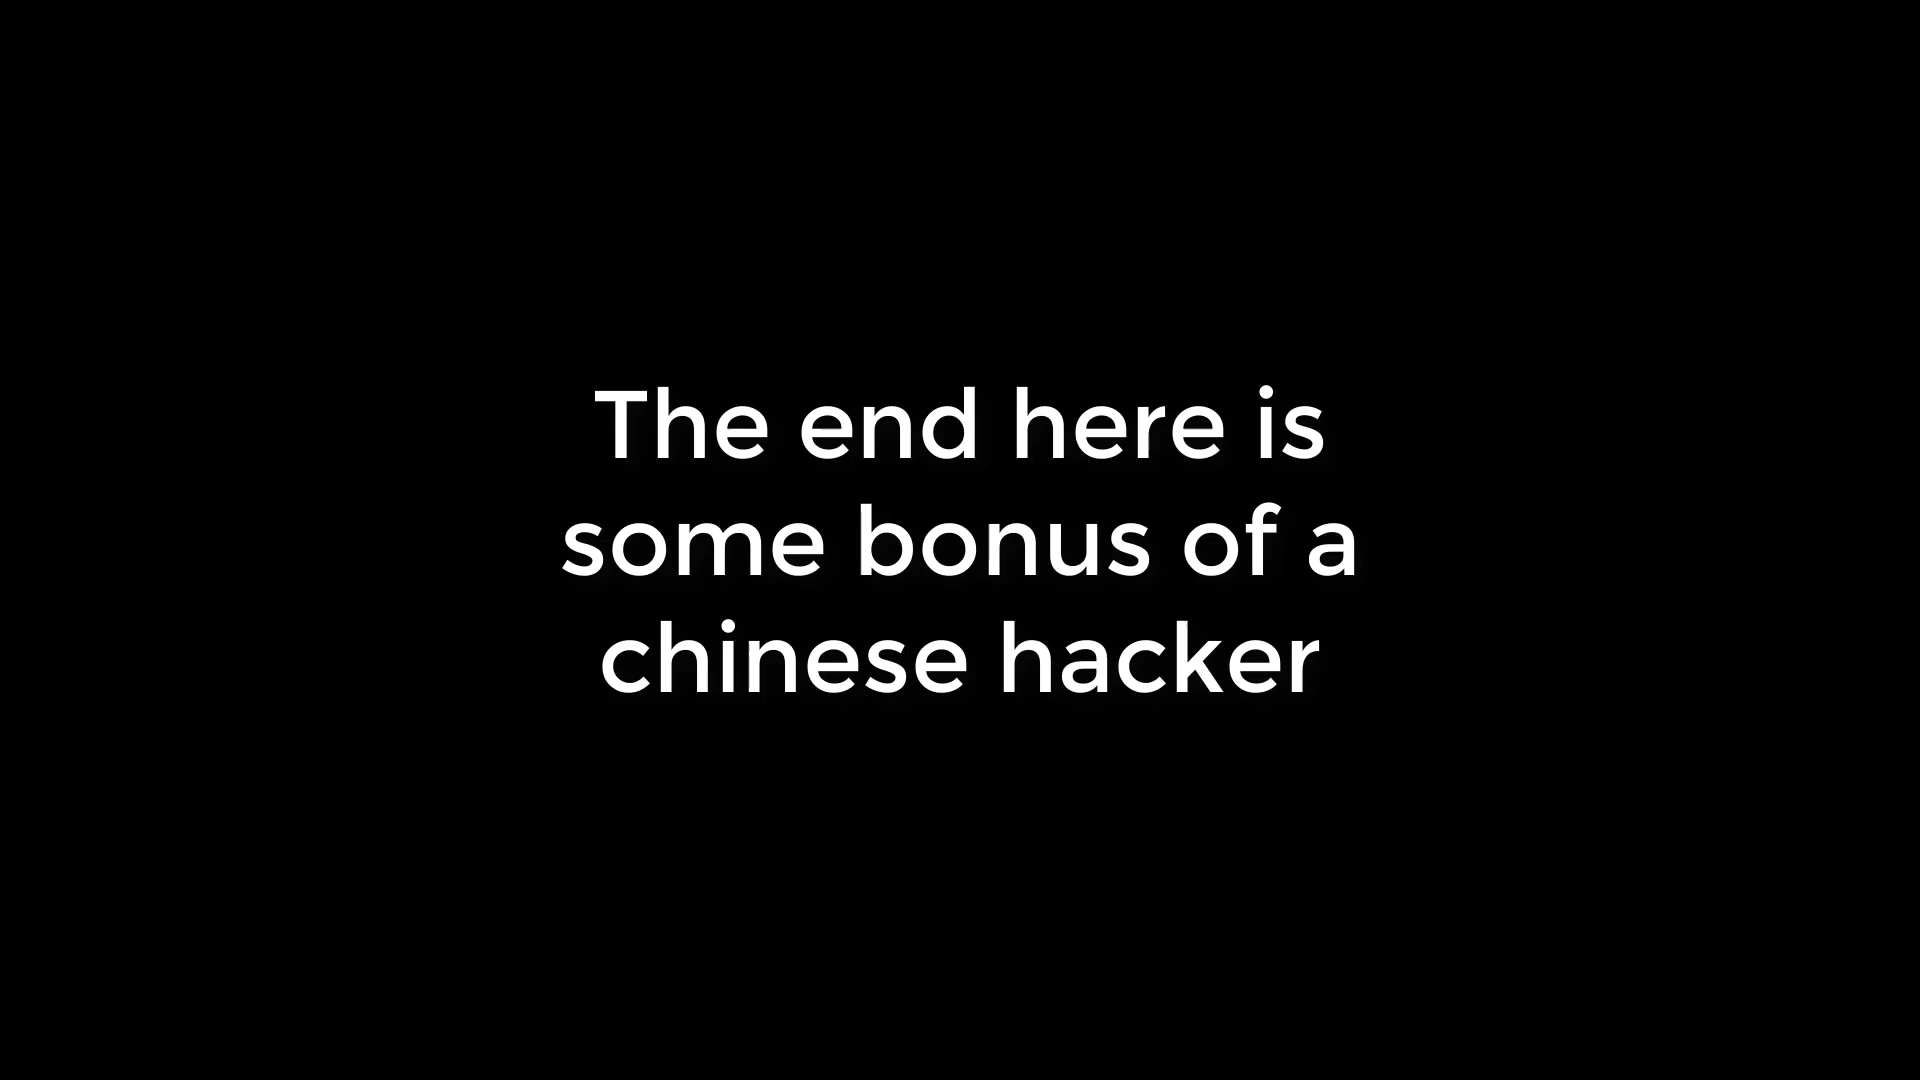 The end here is
some bonus of a
chinese hacker